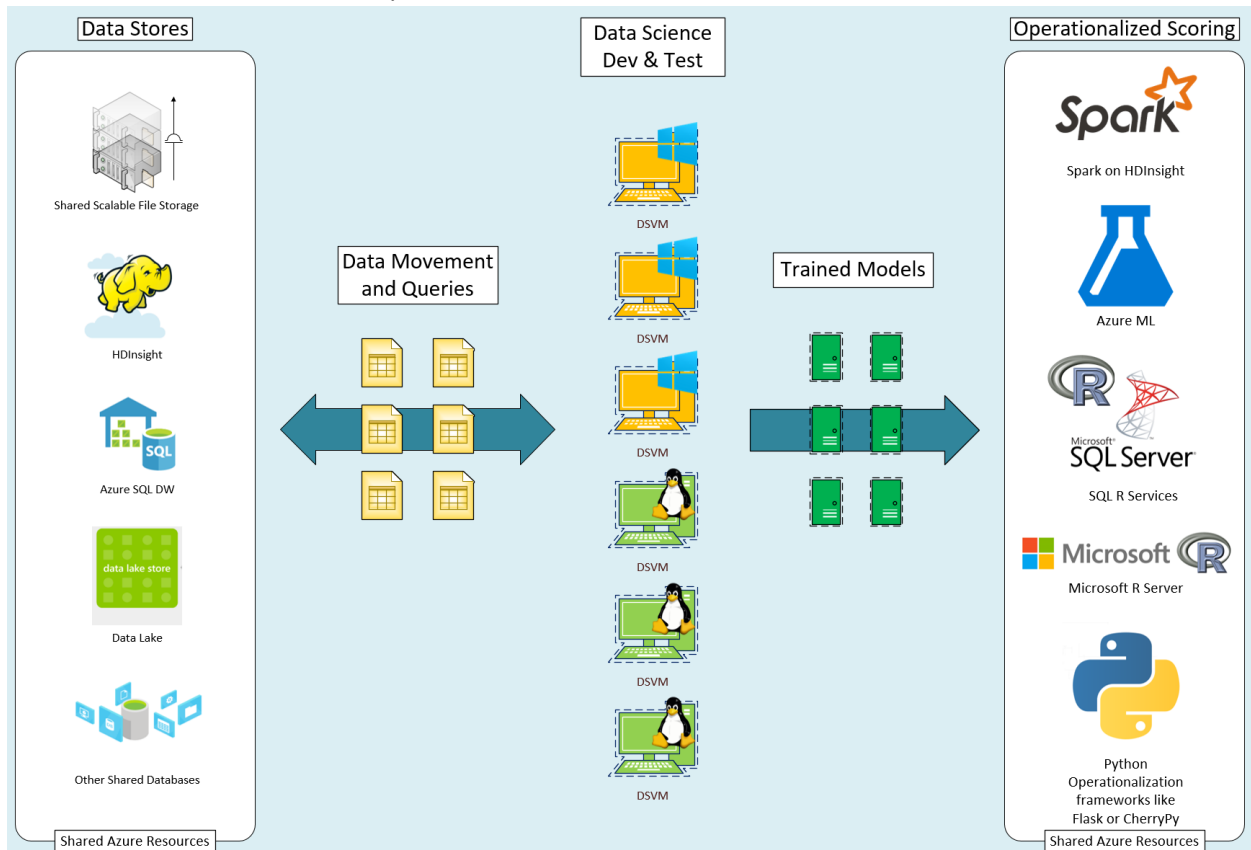 Data Stores
Shared Scalable File Storage
HDInsight
SQL
Azure SQL DW
data lake store
Data Lake
Other Shared Databases
Shared Azure Resources
Data Movement
and Queries
Data Science
Dev & Test
DSVM
DSVM
DSVM
DSVM
DSVM
DSVM
Trained Models
Operationalized Scoring
Spark
Spark on HDInsight
Azure ML
R
Microsoft®
SQL Server®
SQL R Services
Microsoft R
Microsoft R Server
Python
Operationalization
frameworks like
Flask or CherryPy
Shared Azure Resources